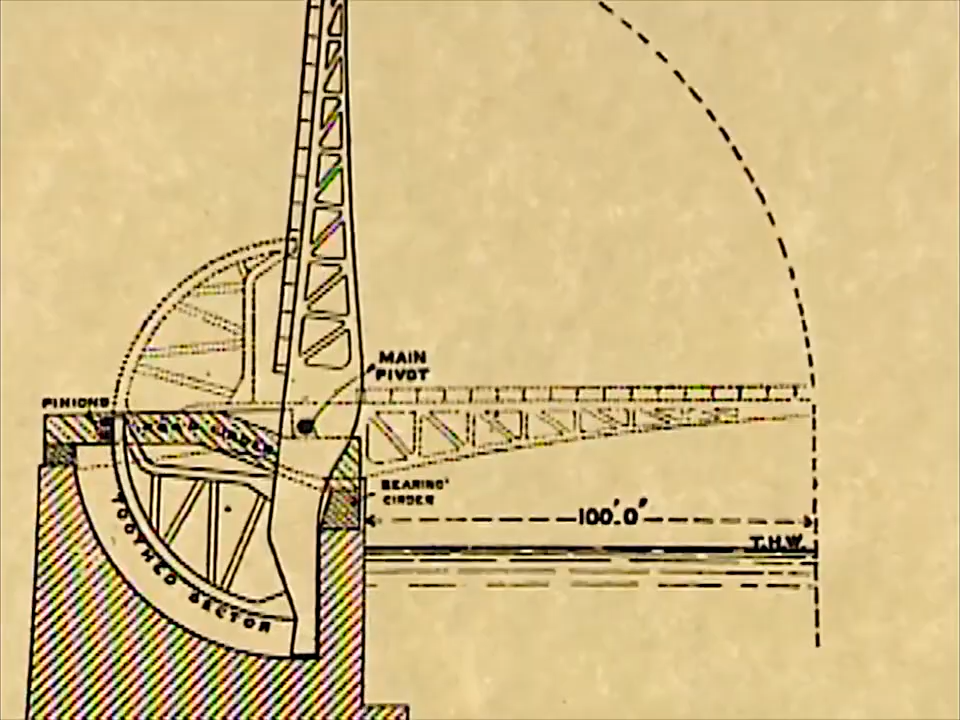 MAIN
PIVOT
PINIONS
BEARING
GIRDER
100'.0"
T.H.W.
TOOTHED SECTOR